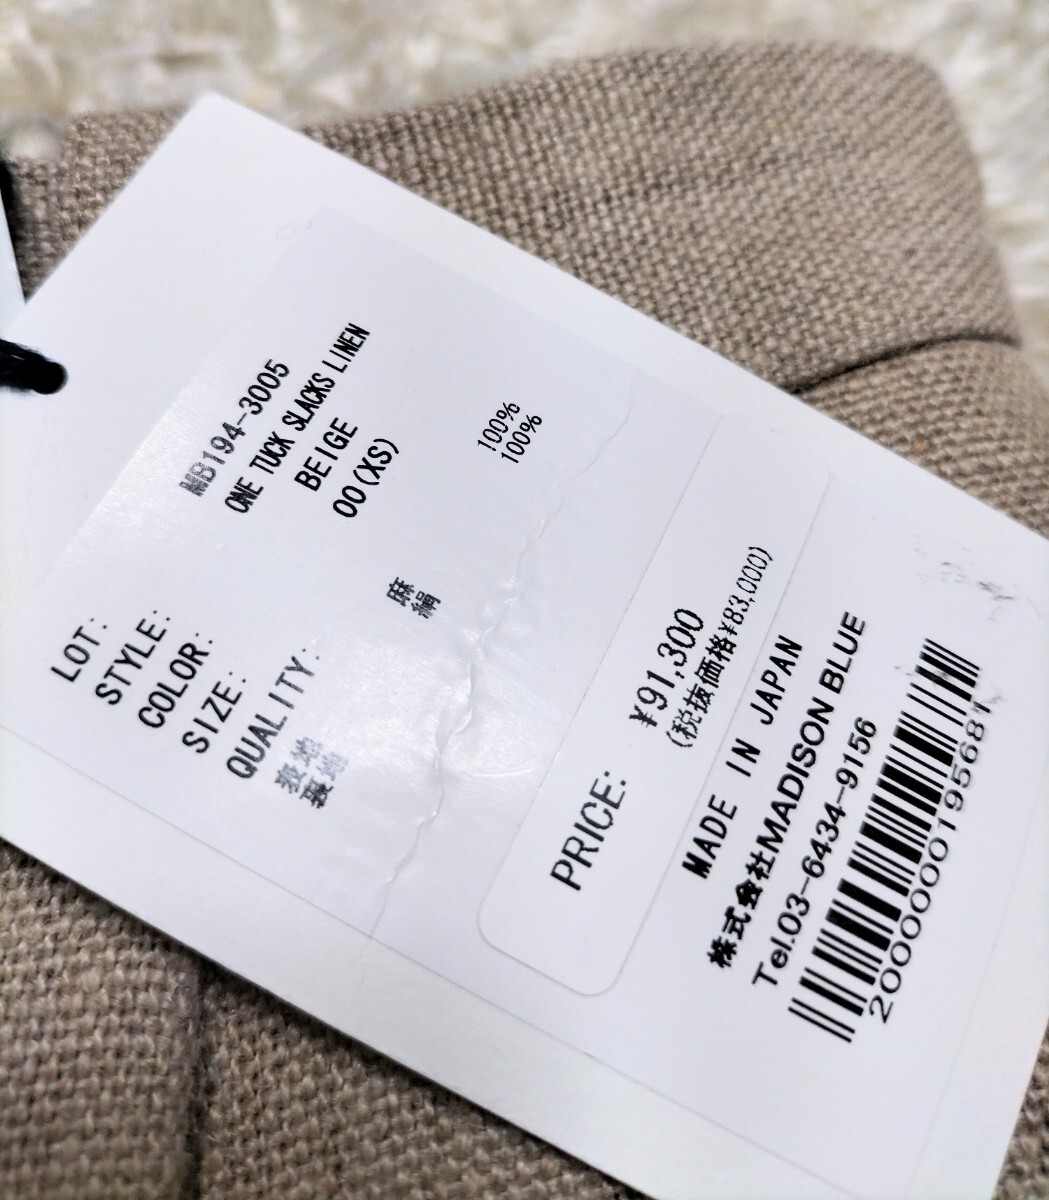 LOT: MB194-3005
STYLE: ONE TUCK SLACKS LINEN
COLOR: BEIGE
SIZE: 00(XS)
QUALITY:
表地 麻 100%
裏地 絹 100%
PRICE: ¥91,300
(税抜価格¥83,000)
MADE IN JAPAN
株式会社MADISON BLUE
Tel.03-6434-9156
2000000195681